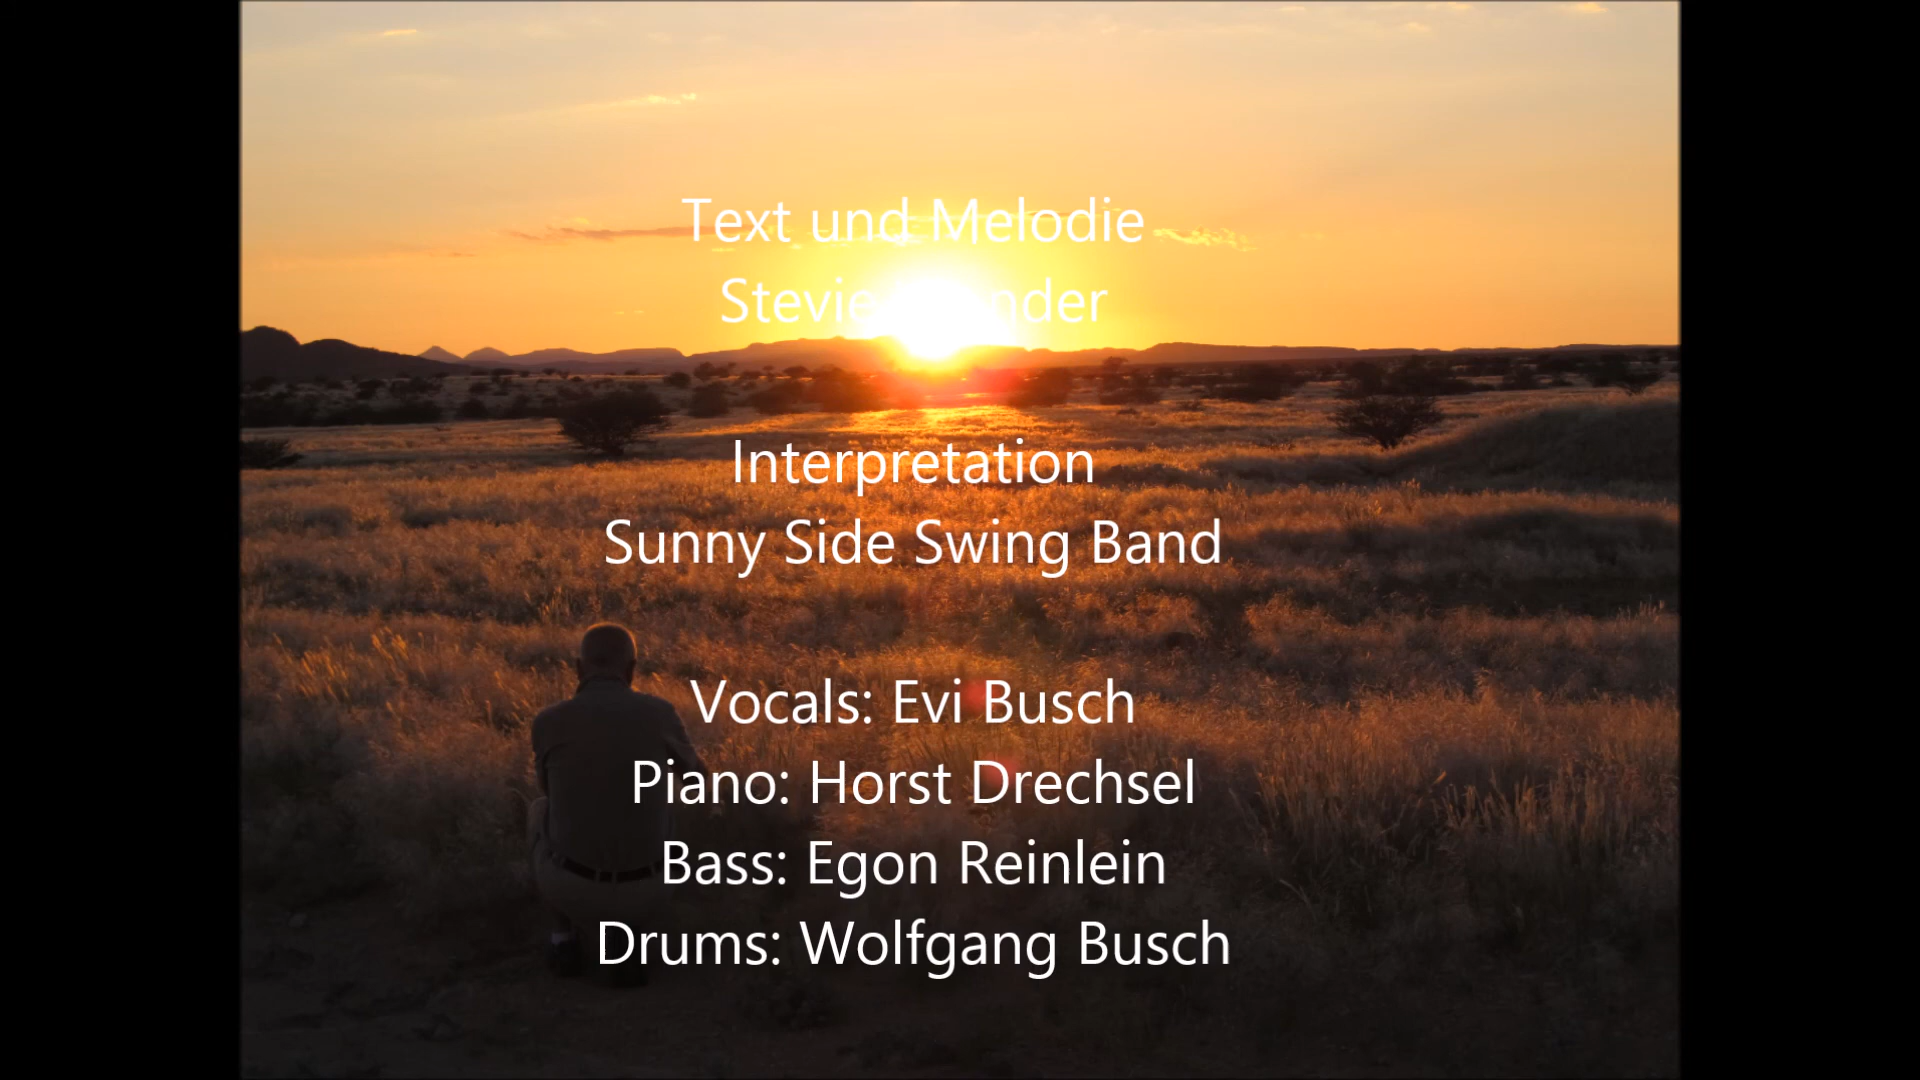 Text und Melodie
Stevie
Interpretation
Sunny Side Swing Band
Vocals: Evi Busch
Piano: Horst Drechsel
Bass: Egon Reinlein
Drums: Wolfgang Busch